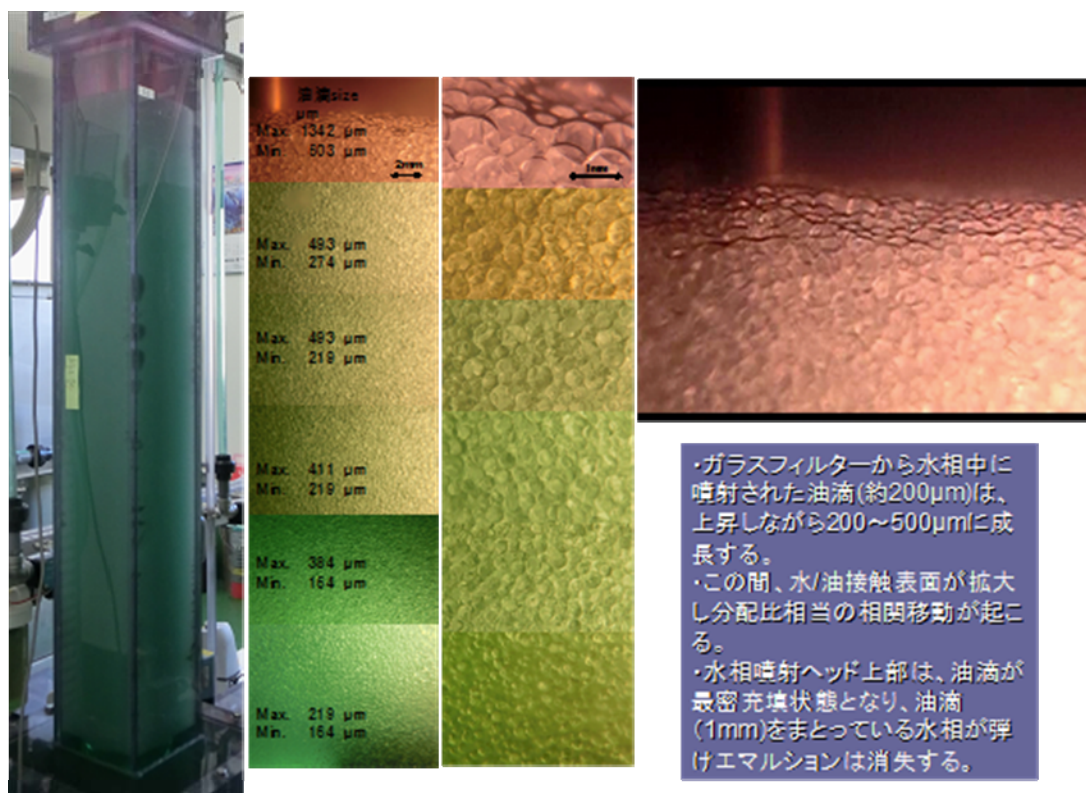 油滴size
μm
Max. 1342 μm
Min. 503 μm
2mm
Max. 493 μm
Min. 274 μm
Max. 493 μm
Min. 219 μm
Max. 411 μm
Min. 219 μm
Max. 384 μm
Min. 164 μm
Max. 219 μm
Min. 164 μm
1mm
・ガラスフィルターから水相中に
噴射された油滴(約200μm)は、
上昇しながら200～500μmに成
長する。
・この間、水/油接触表面が拡大
し分配比相当の相関移動が起こ
る。
・水相噴射ヘッド上部は、油滴が
最密充填状態となり、油滴
(1mm)をまとっている水相が弾
けエマルションは消失する。